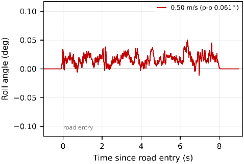 0.50 m/s (p-p 0.061°)
0.10
0.05
0.00
−0.05
−0.10
Roll angle (deg)
road entry
0
2
4
6
8
Time since road entry (s)